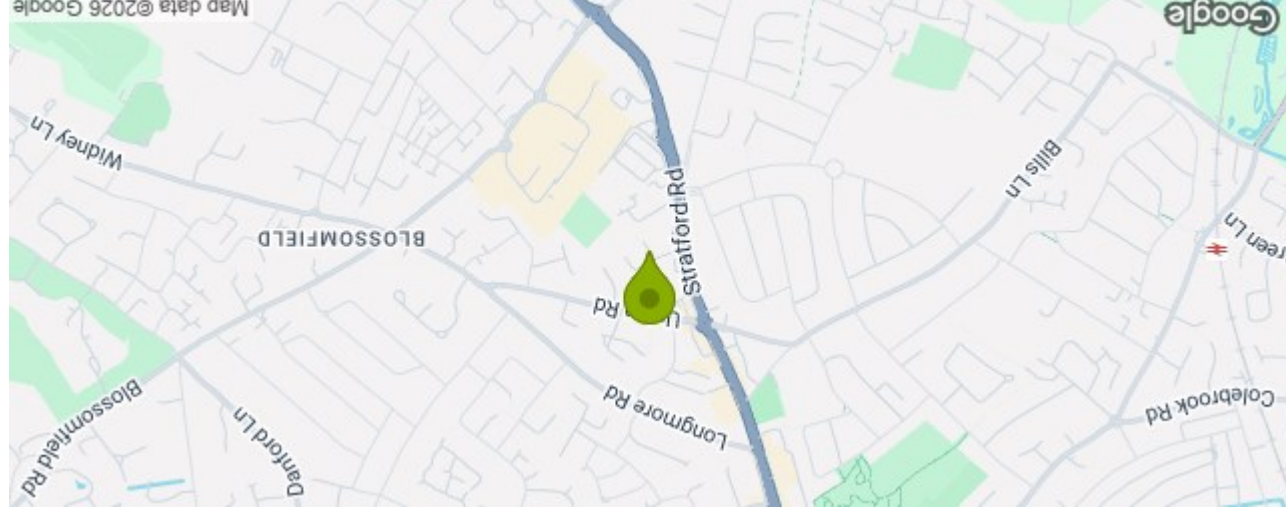 Blossomfield Rd
Danford Ln
Longmore Rd
Colebrook Rd
Rd
Stratford Rd
reen Ln
BLOSSOMFIELD
Bills Ln
Widney Ln
Google
Map data ©2026 Google